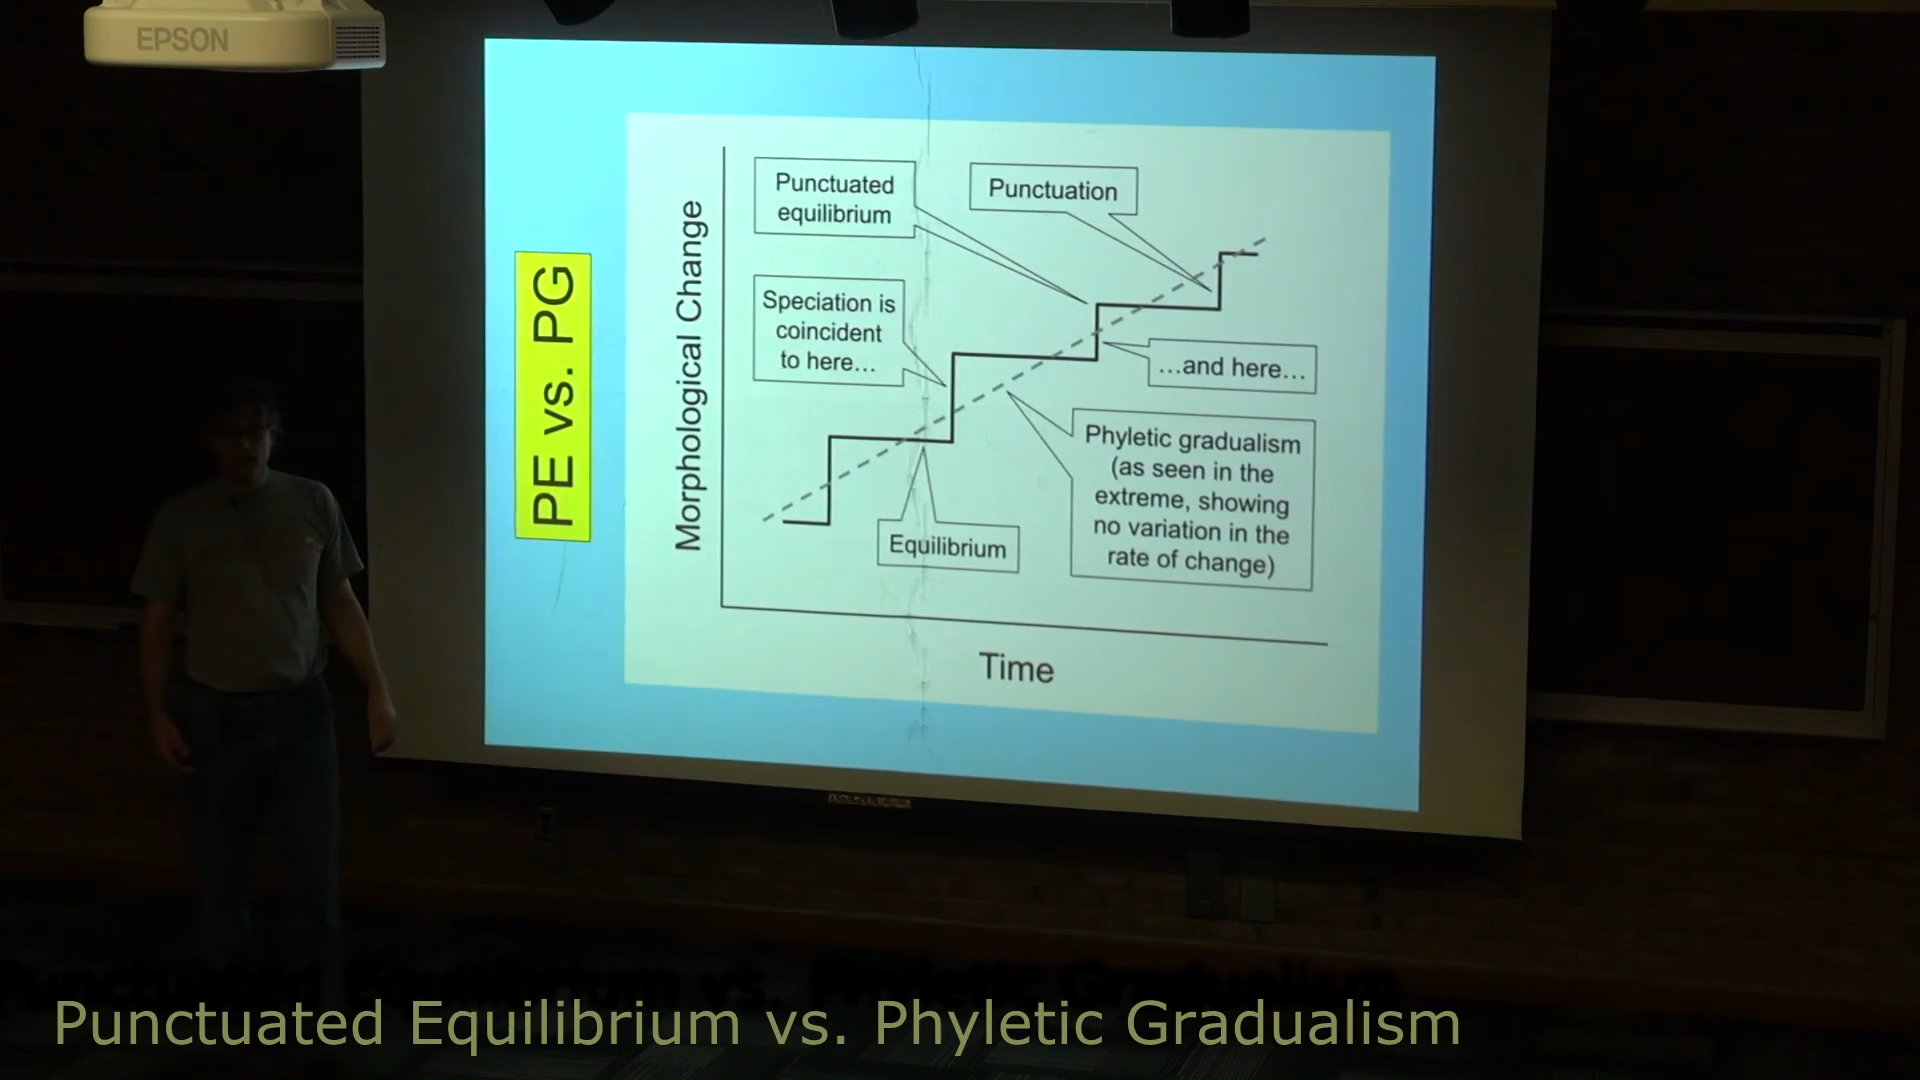 EPSON
PE vs. PG
Morphological Change
Punctuated
equilibrium
Punctuation
Speciation is
coincident
to here...
...and here...
Phyletic gradualism
(as seen in the
extreme, showing
no variation in the
rate of change)
Equilibrium
Time
Punctuated Equilibrium vs. Phyletic Gradualism